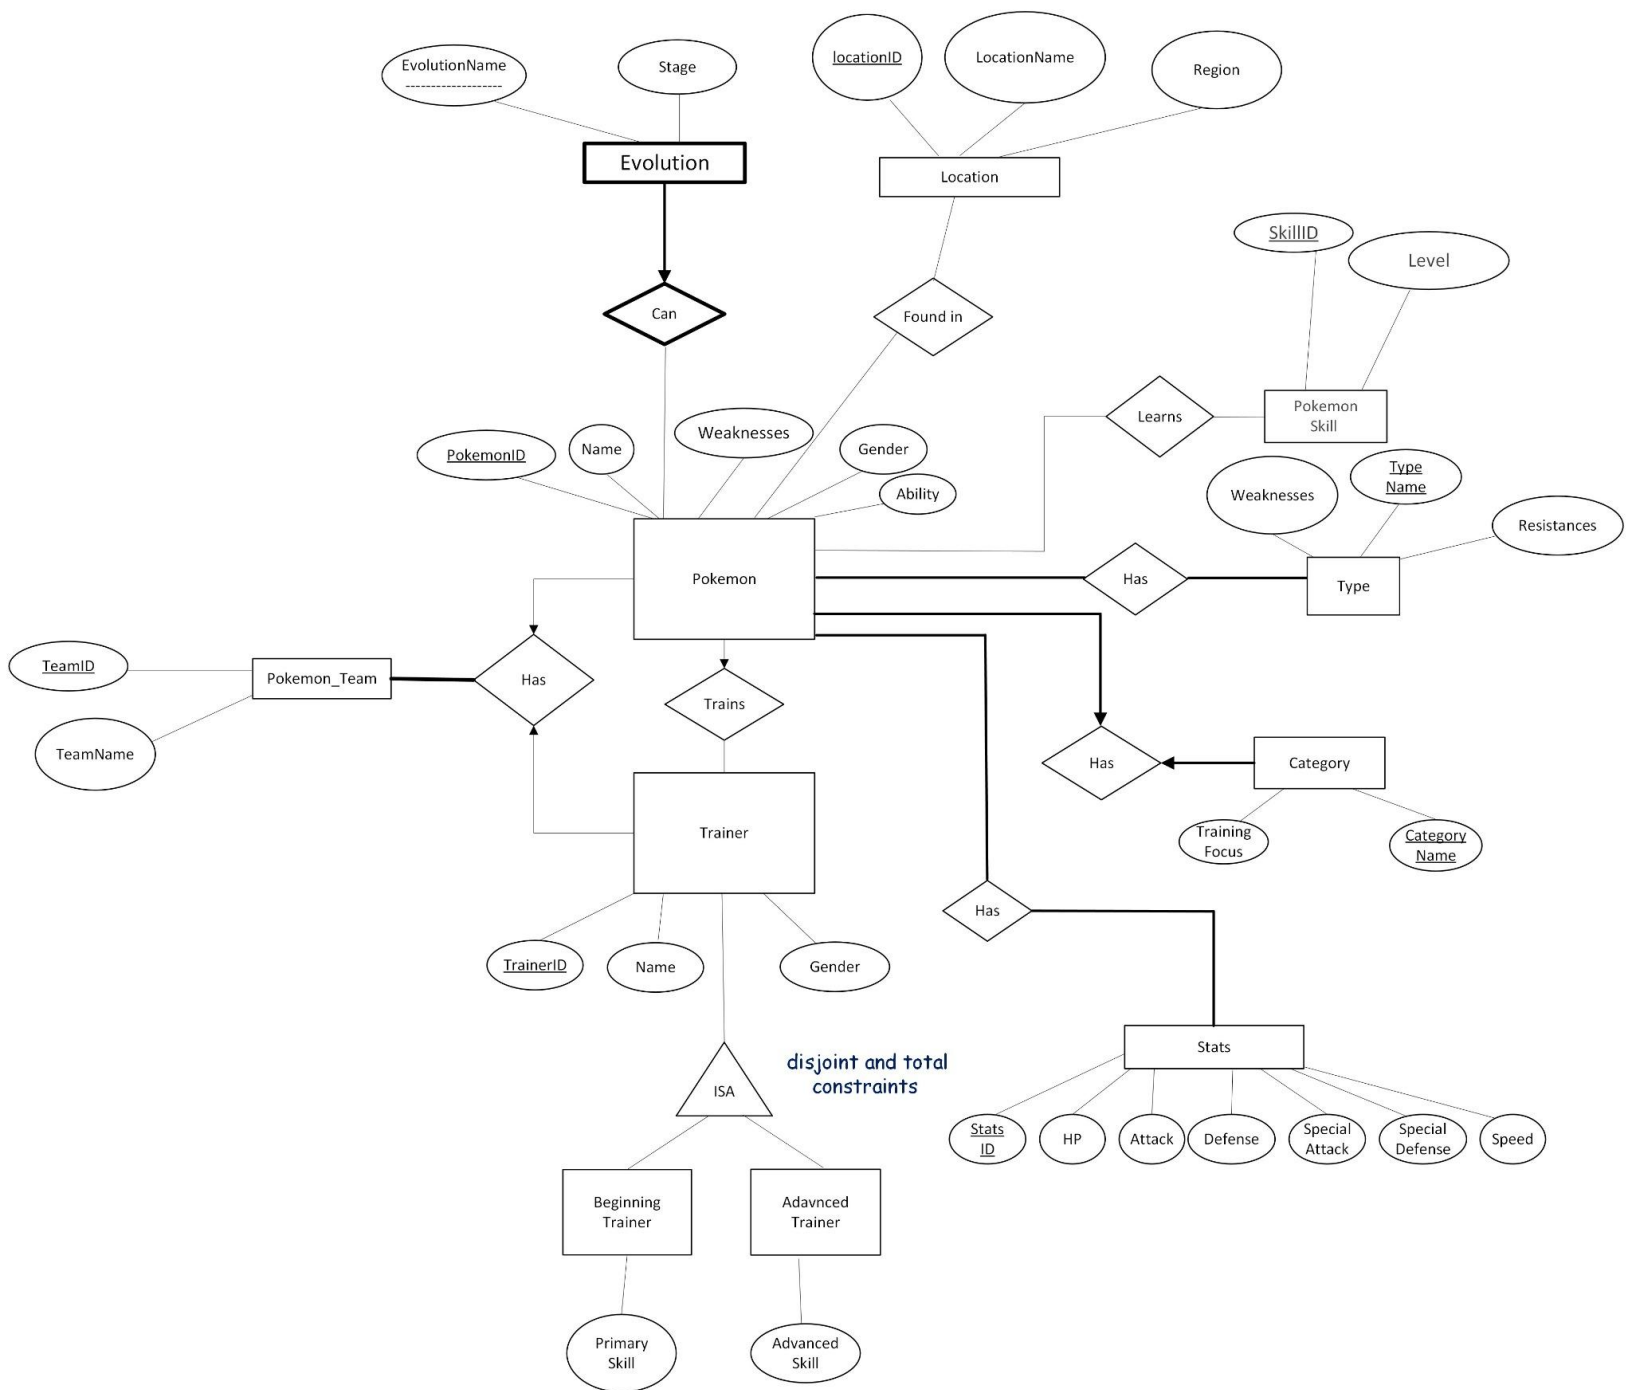 EvolutionName
-------------------
Stage
locationID
LocationName
Region
Evolution
Location
SkillID
Level
Can
Found in
Learns
Pokemon
Skill
PokemonID
Name
Weaknesses
Gender
Ability
Weaknesses
Type
Name
Resistances
Pokemon
Has
Type
TeamID
Pokemon_Team
Has
TeamName
Trains
Has
Category
Training
Focus
Category
Name
Trainer
Has
TrainerID
Name
Gender
ISA
disjoint and total
constraints
Stats
Stats
ID
HP
Attack
Defense
Special
Attack
Special
Defense
Speed
Beginning
Trainer
Adavnced
Trainer
Primary
Skill
Advanced
Skill